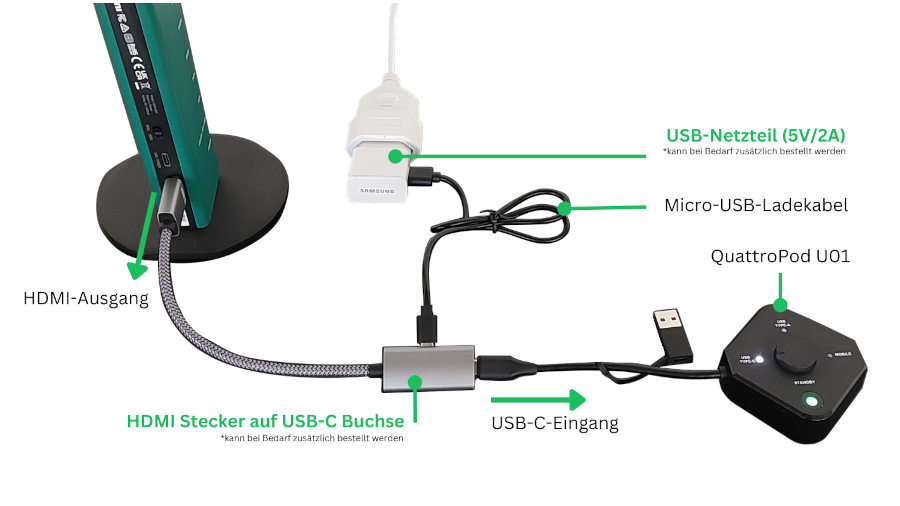 USB-Netzteil (5V/2A)
*kann bei Bedarf zusätzlich bestellt werden
SAMSUNG
Micro-USB-Ladekabel
QuattroPod U01
HDMI-Ausgang
USB
TYPE-A
USB
TYPE-C
MOBILE
STANDBY
HDMI Stecker auf USB-C Buchse
*kann bei Bedarf zusätzlich bestellt werden
USB-C-Eingang